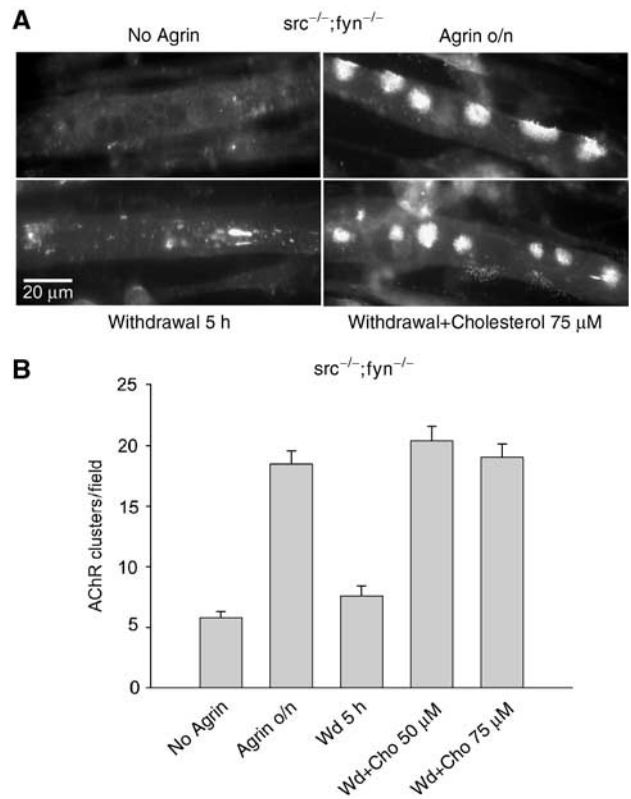 A
src−/−;fyn−/−
No Agrin
Agrin o/n
20 μm
Withdrawal 5 h
Withdrawal+Cholesterol 75 μM
B
src−/−;fyn−/−
AChR clusters/field
25
20
15
10
5
0
No Agrin
Agrin o/n
Wd 5 h
Wd+Cho 50 μM
Wd+Cho 75 μM